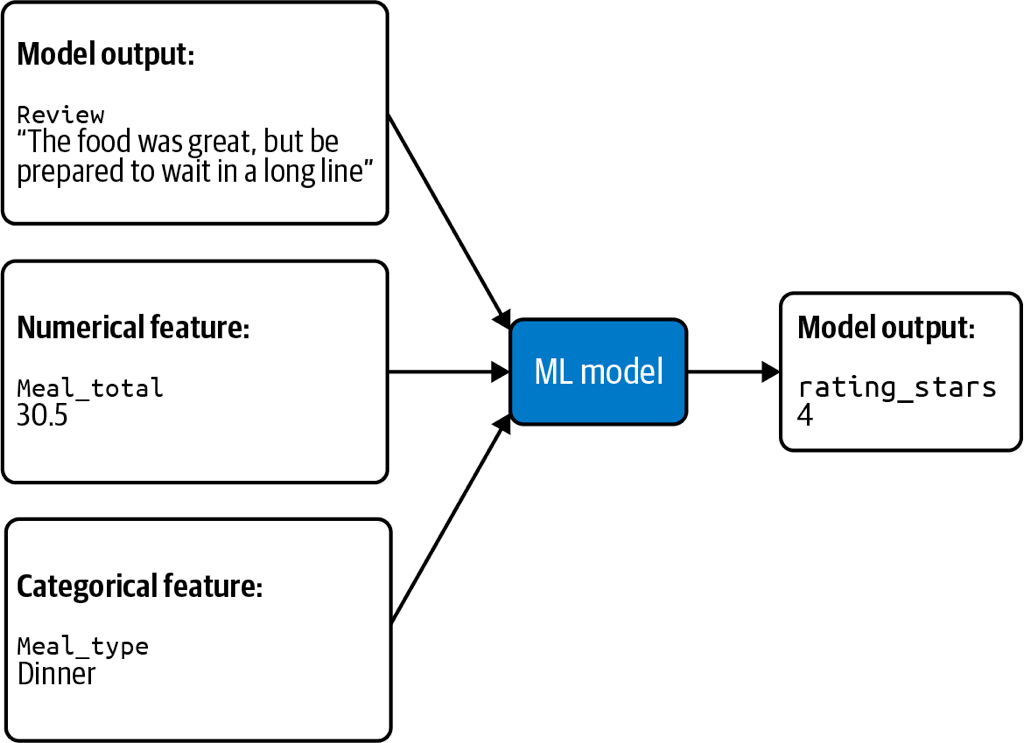 Model output:
Review
“The food was great, but be
prepared to wait in a long line”
Numerical feature:
Meal_total
30.5
Categorical feature:
Meal_type
Dinner
ML model
Model output:
rating_stars
4